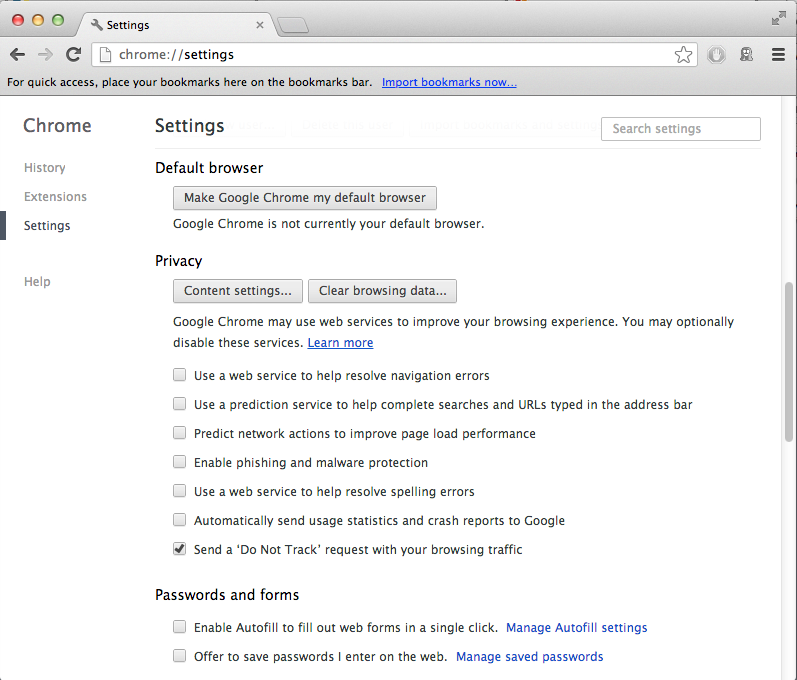 Settings
chrome://settings
For quick access, place your bookmarks here on the bookmarks bar. Import bookmarks now...
Chrome
Settings
Search settings
History
Extensions
Settings
Help
Default browser
Make Google Chrome my default browser
Google Chrome is not currently your default browser.
Privacy
Content settings...
Clear browsing data...
Google Chrome may use web services to improve your browsing experience. You may optionally
disable these services. Learn more
Use a web service to help resolve navigation errors
Use a prediction service to help complete searches and URLs typed in the address bar
Predict network actions to improve page load performance
Enable phishing and malware protection
Use a web service to help resolve spelling errors
Automatically send usage statistics and crash reports to Google
Send a ‘Do Not Track’ request with your browsing traffic
Passwords and forms
Enable Autofill to fill out web forms in a single click. Manage Autofill settings
Offer to save passwords I enter on the web. Manage saved passwords